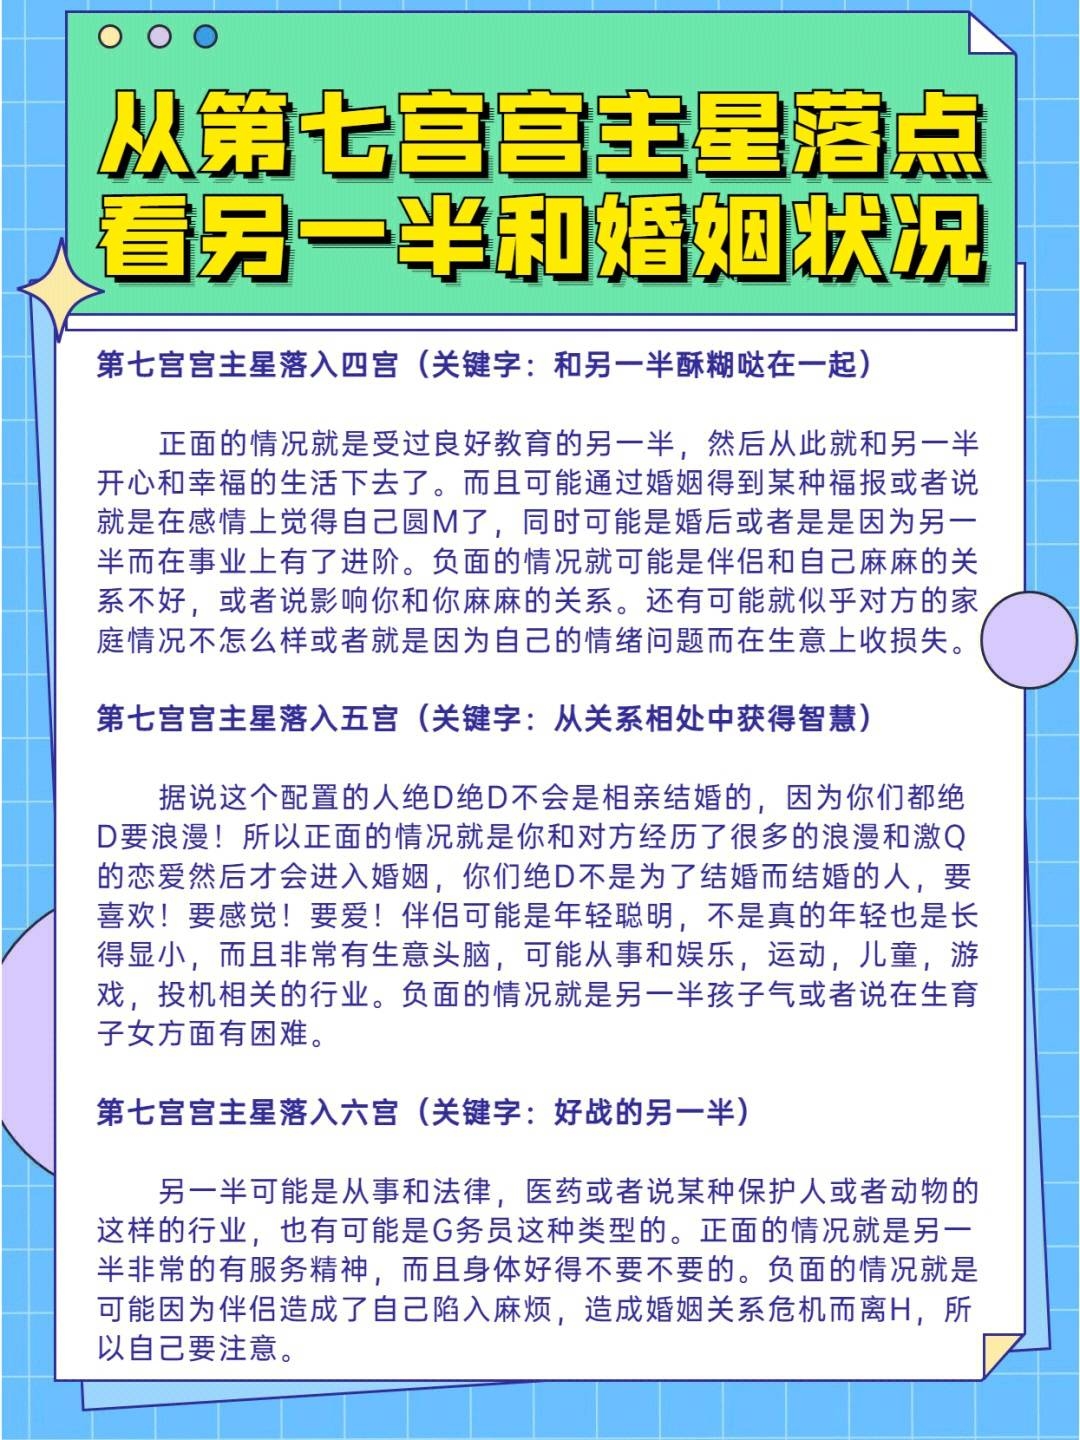 从第七宫宫主星落点
看另一半和婚姻状况
第七宫宫主星落入四宫（关键字：和另一半酥糊哒在一起）
正面的情况就是受过良好教育的另一半，然后从此就和另一半
开心和幸福的生活下去了。而且可能通过婚姻得到某种福报或者说
就是在感情上觉得自己圆M了，同时可能是婚后或者是是因为另一
半而在事业上有了进阶。负面的情况就可能是伴侣和自己麻麻的关
系不好，或者说影响你和你麻麻的关系。还有可能就似乎对方的家
庭情况不怎么样或者就是因为自己的情绪问题而在生意上收损失。
第七宫宫主星落入五宫（关键字：从关系相处中获得智慧）
据说这个配置的人绝D绝D不会是相亲结婚的，因为你们都绝
D要浪漫！所以正面的情况就是你和对方经历了很多的浪漫和激Q
的恋爱然后才会进入婚姻，你们绝D不是为了结婚而结婚的人，要
喜欢！要感觉！要爱！伴侣可能是年轻聪明，不是真的年轻也是长
得显小，而且非常有生意头脑，可能从事和娱乐，运动，儿童，游
戏，投机相关的行业。负面的情况就是另一半孩子气或者说在生育
子女方面有困难。
第七宫宫主星落入六宫（关键字：好战的另一半）
另一半可能是从事和法律，医药或者说某种保护人或者动物的
这样的行业，也有可能是G务员这种类型的。正面的情况就是另一
半非常的有服务精神，而且身体好得不要不要的。负面的情况就是
可能因为伴侣造成了自己陷入麻烦，造成婚姻关系危机而离H，所
以自己要注意。